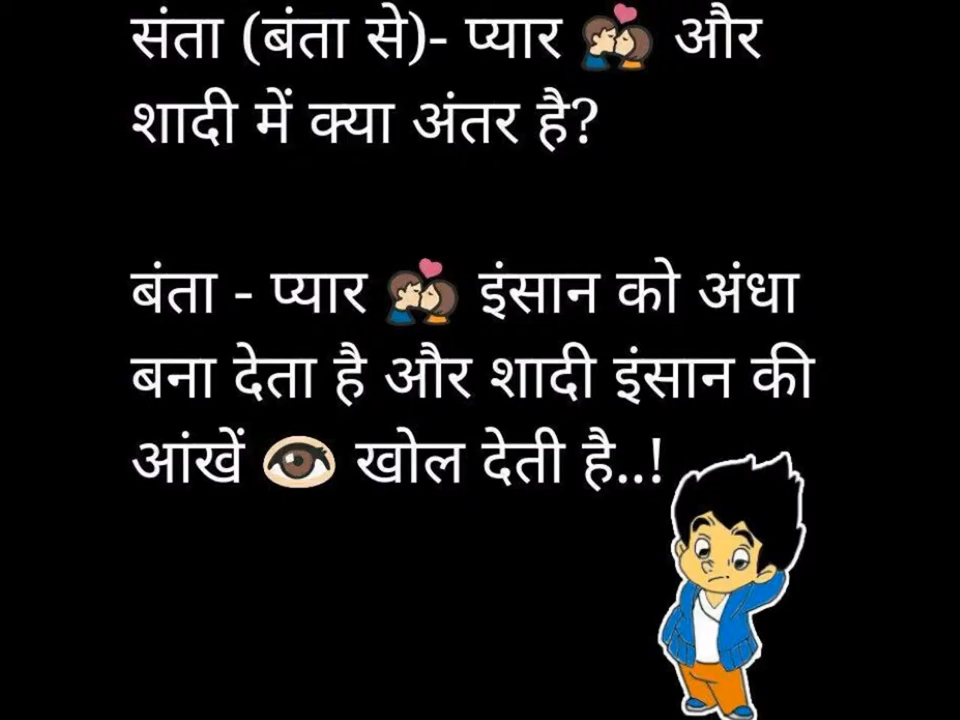 संता (बंता से)- प्यार 💏 और
शादी में क्या अंतर है?
बंता - प्यार 💏 इंसान को अंधा
बना देता है और शादी इंसान की
आंखें 👁 खोल देती है..!